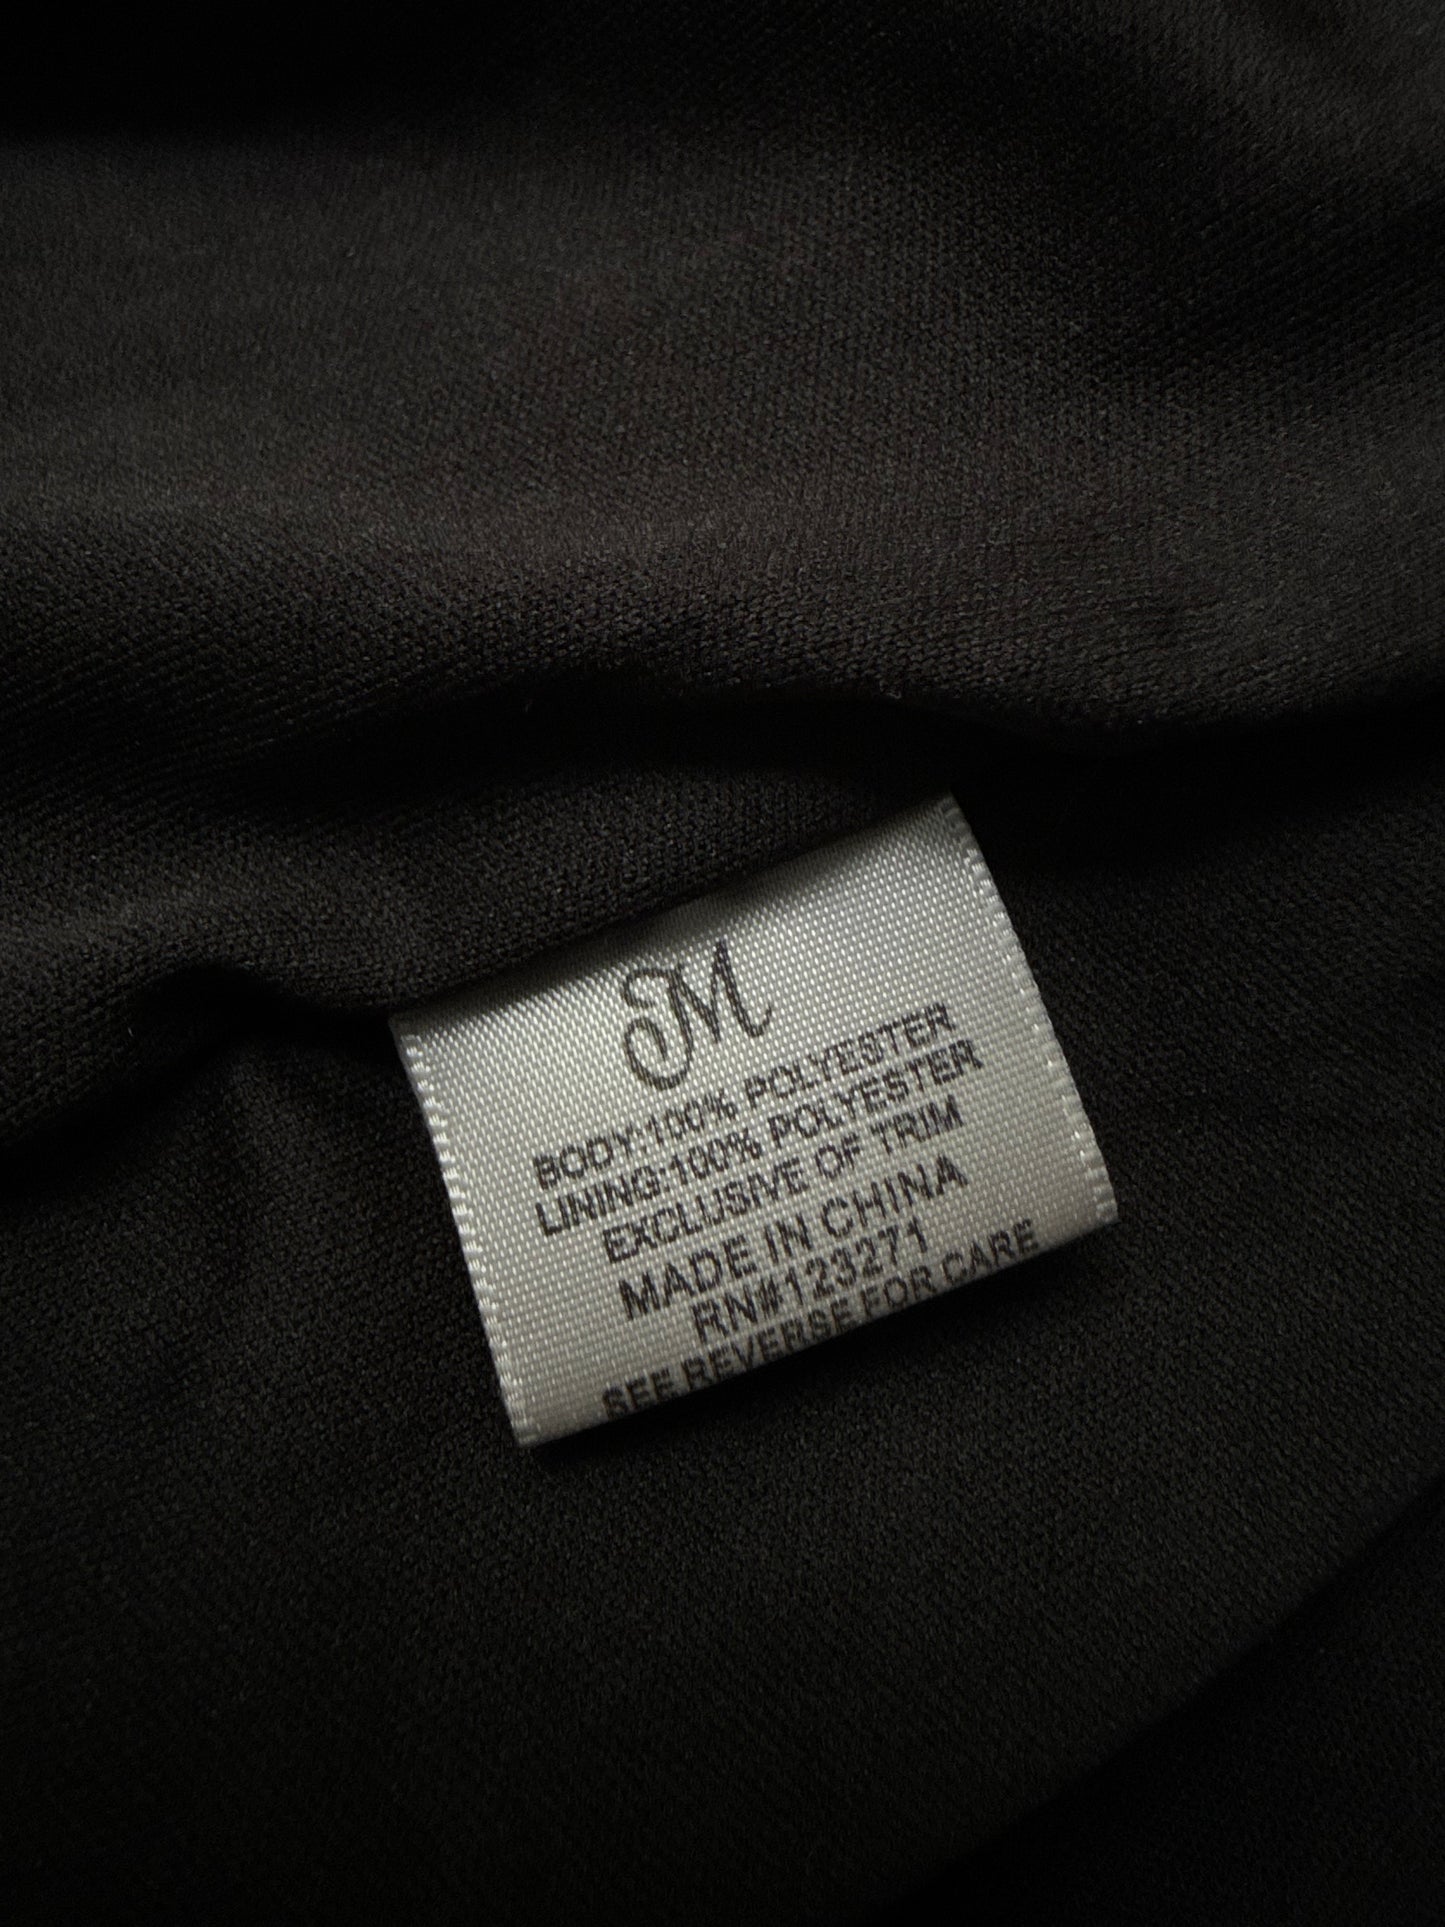 M
BODY:100% POLYESTER
LINING:100% POLYESTER
EXCLUSIVE OF TRIM
MADE IN CHINA
RN#123271
SEE REVERSE FOR CARE